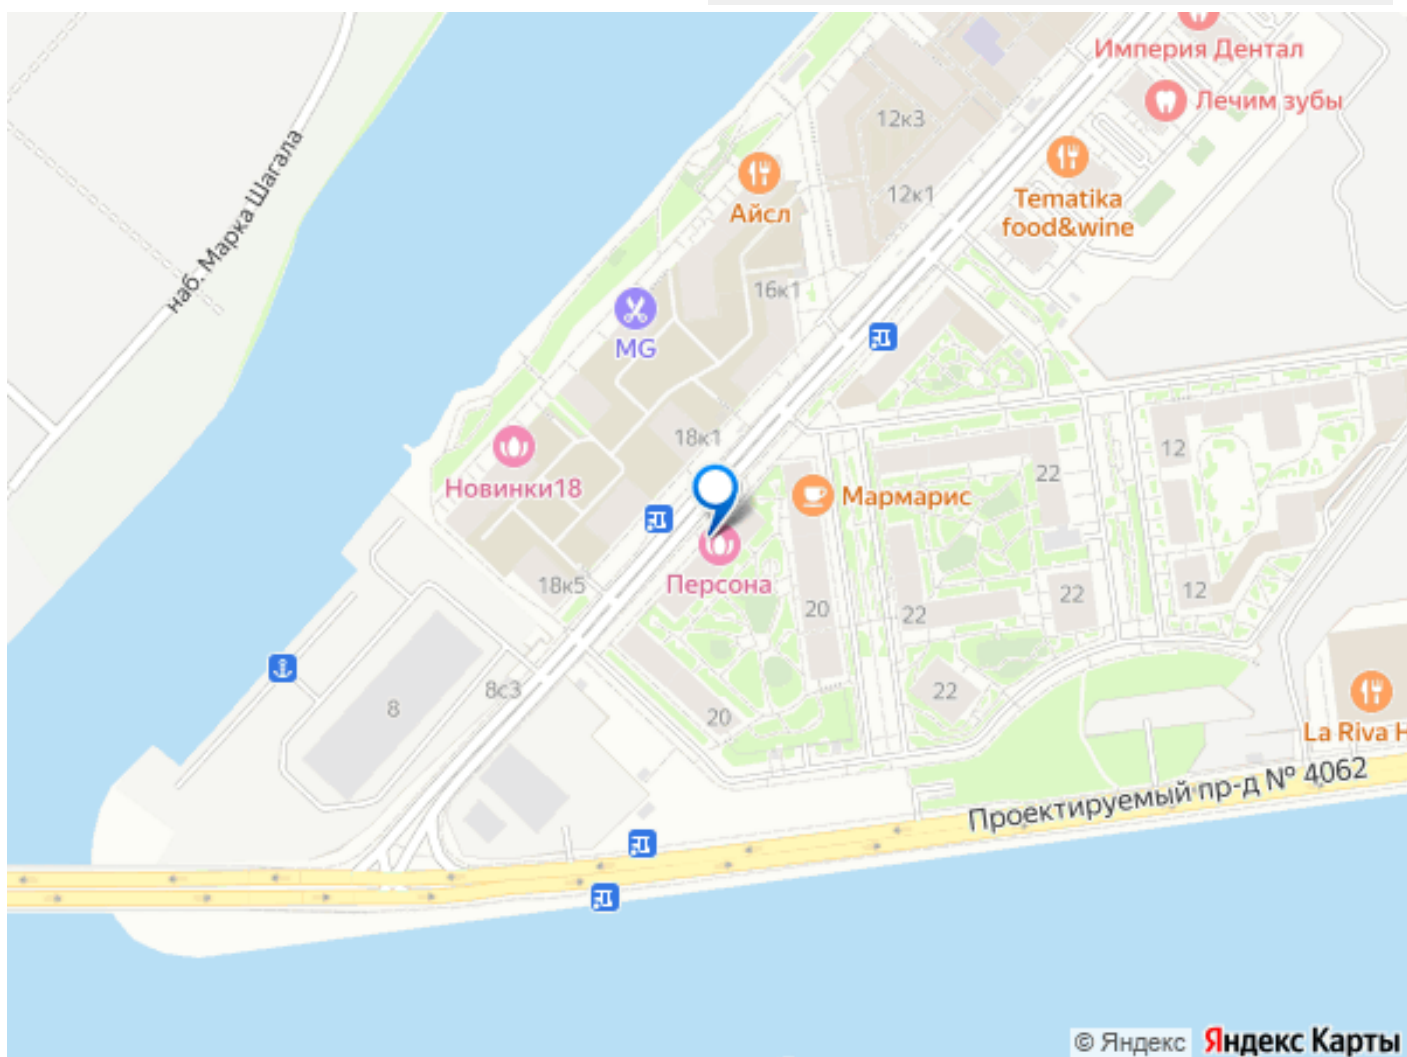 Империя Дентал
Лечим зубы
12к3
наб. Марка Шагала
12к1
Tematika
food&wine
Айсл
16к1
MG
18к1
22
12
Новинки18
Мармарис
Персона
18к5
20
22
22
12
8с3
8
20
22
La Riva H
Проектируемый пр-д № 4062
© Яндекс Яндекс Карты